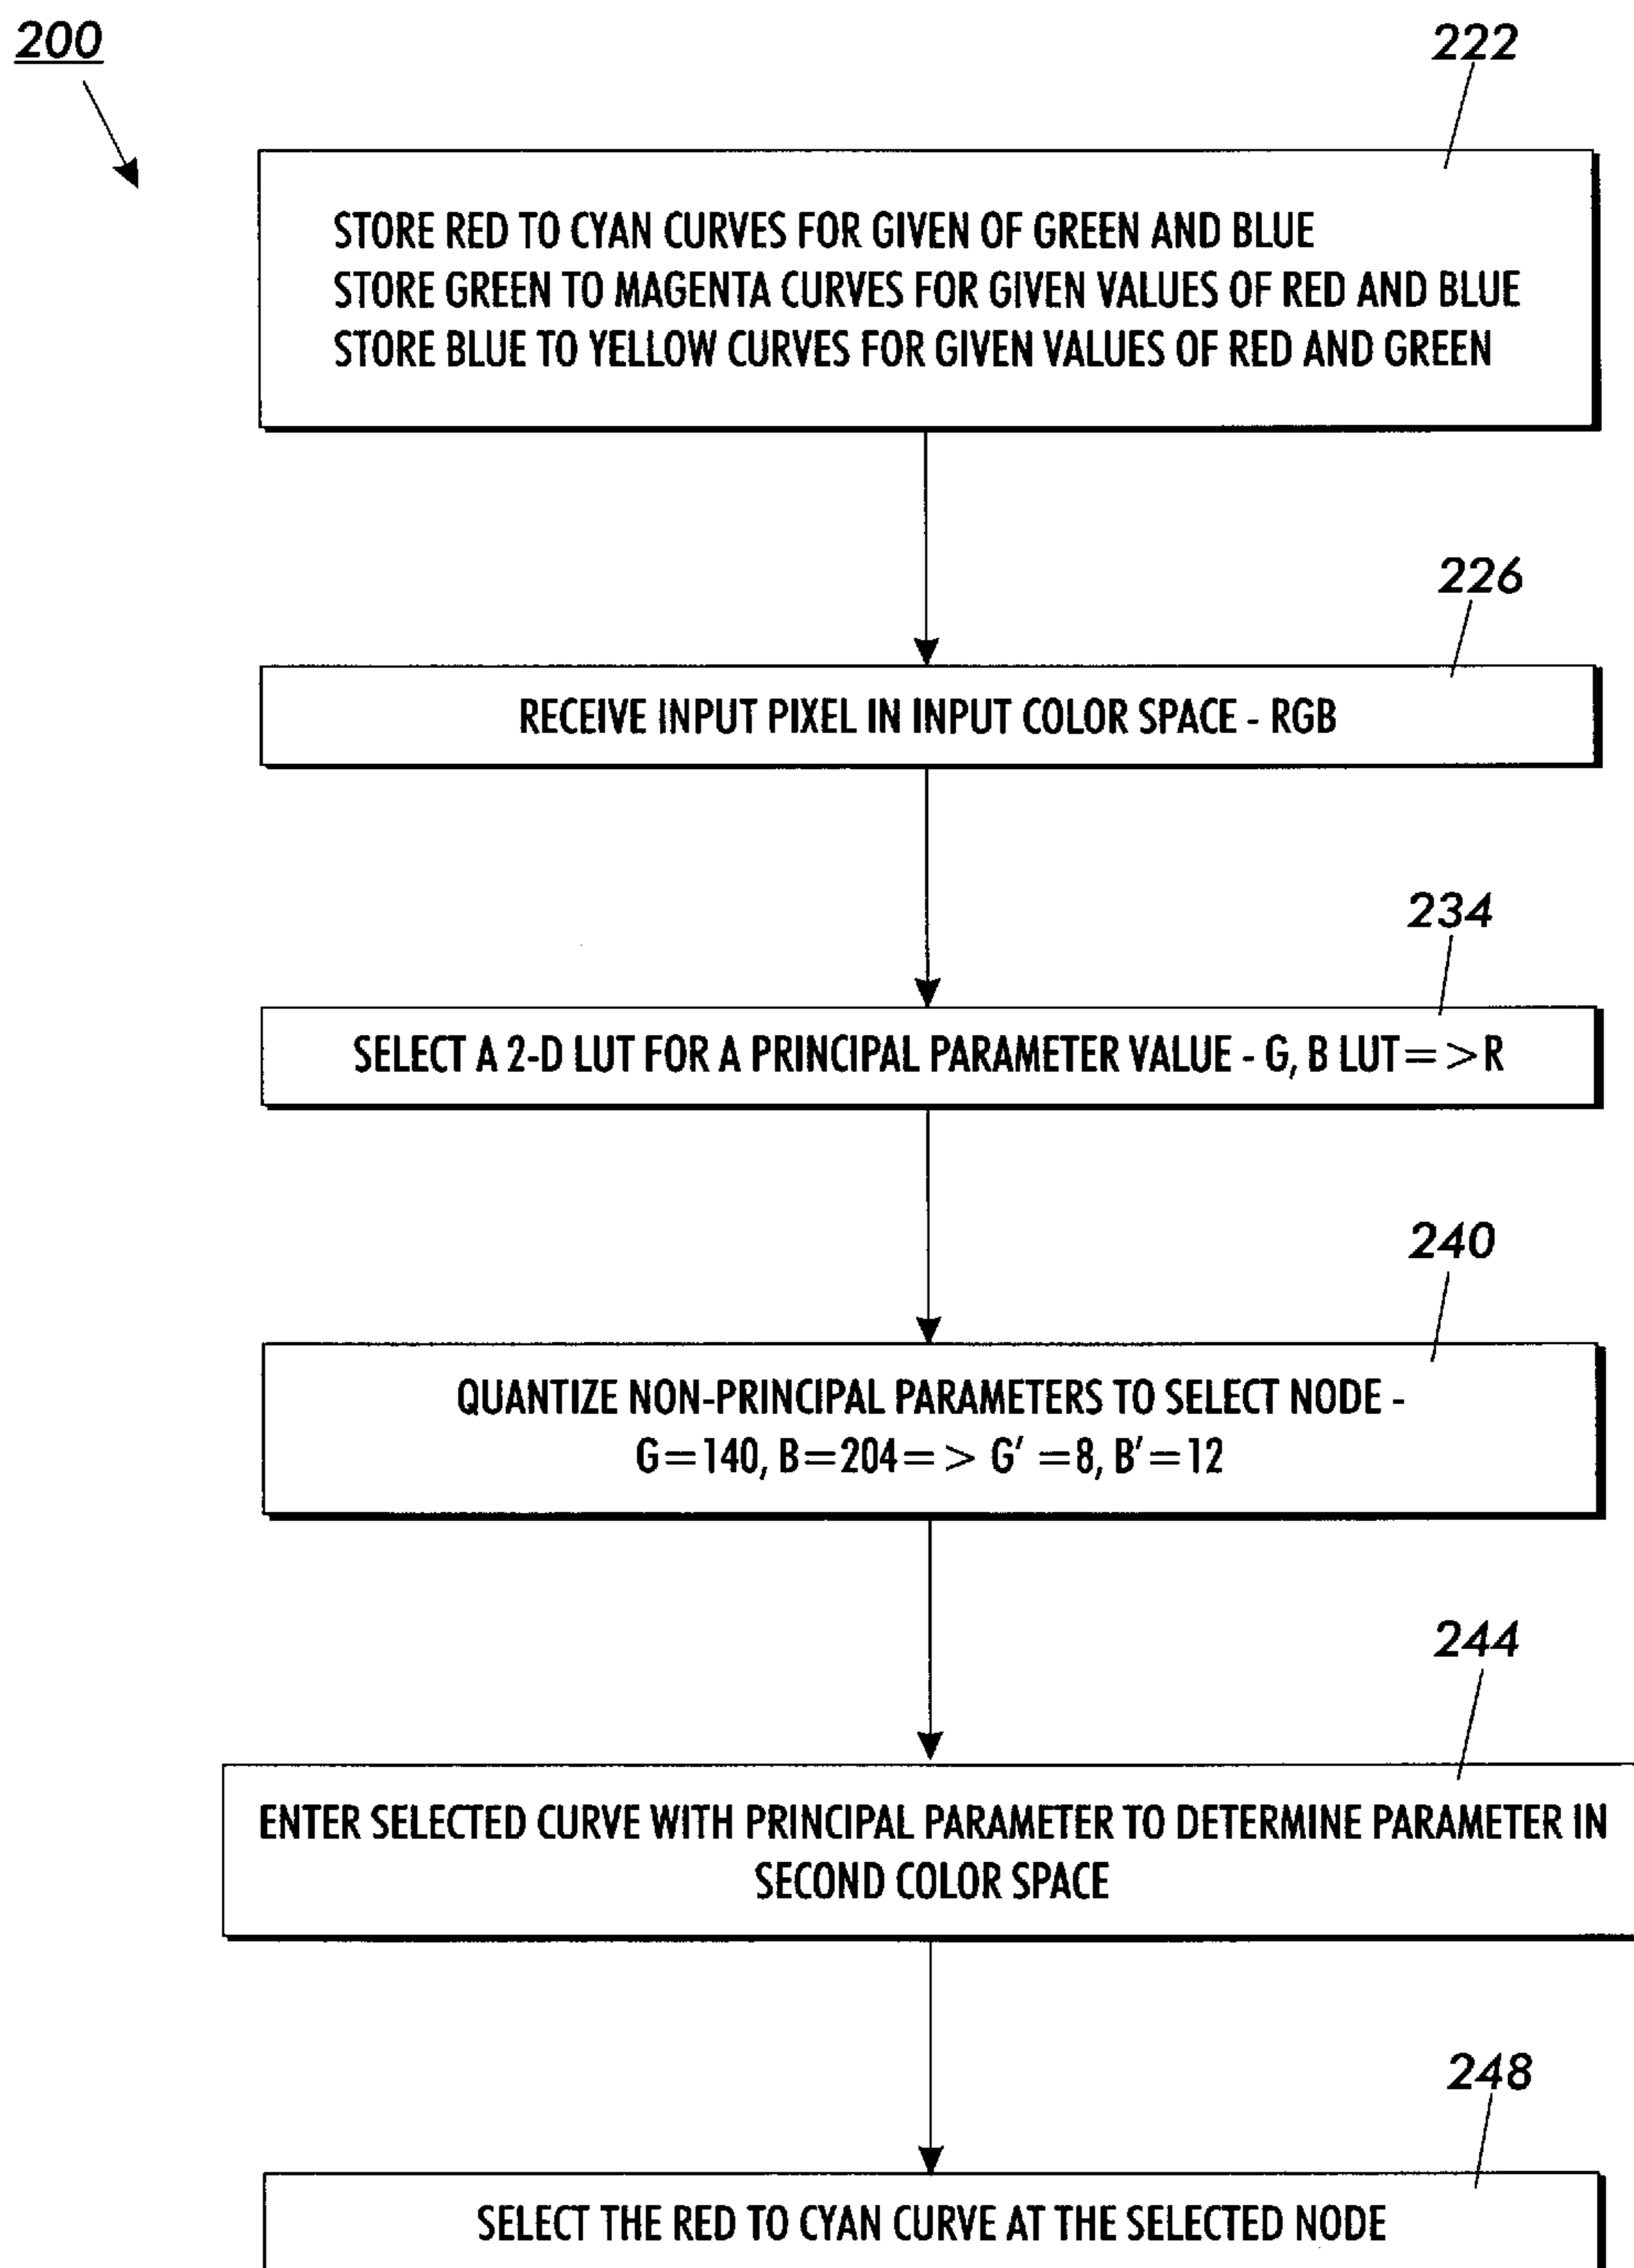 200
222
STORE RED TO CYAN CURVES FOR GIVEN OF GREEN AND BLUE
STORE GREEN TO MAGENTA CURVES FOR GIVEN VALUES OF RED AND BLUE
STORE BLUE TO YELLOW CURVES FOR GIVEN VALUES OF RED AND GREEN
226
RECEIVE INPUT PIXEL IN INPUT COLOR SPACE - RGB
234
SELECT A 2-D LUT FOR A PRINCIPAL PARAMETER VALUE - G, B LUT=>R
240
QUANTIZE NON-PRINCIPAL PARAMETERS TO SELECT NODE -
G=140, B=204=> G' =8, B'=12
244
ENTER SELECTED CURVE WITH PRINCIPAL PARAMETER TO DETERMINE PARAMETER IN
SECOND COLOR SPACE
248
SELECT THE RED TO CYAN CURVE AT THE SELECTED NODE